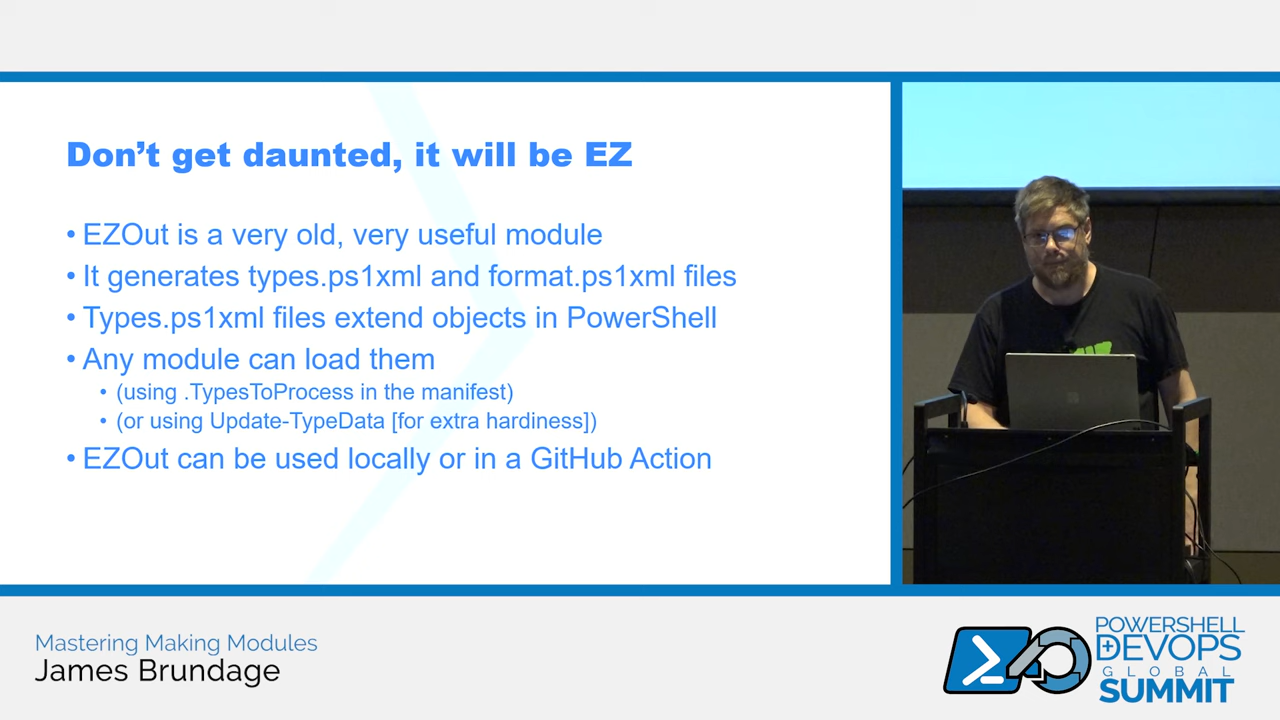 Don’t get daunted, it will be EZ
• EZOut is a very old, very useful module
• It generates types.ps1xml and format.ps1xml files
• Types.ps1xml files extend objects in PowerShell
• Any module can load them
• (using .TypesToProcess in the manifest)
• (or using Update-TypeData [for extra hardiness])
• EZOut can be used locally or in a GitHub Action
Mastering Making Modules
James Brundage
POWERSHELL
DEVOPS
GLOBAL
SUMMIT